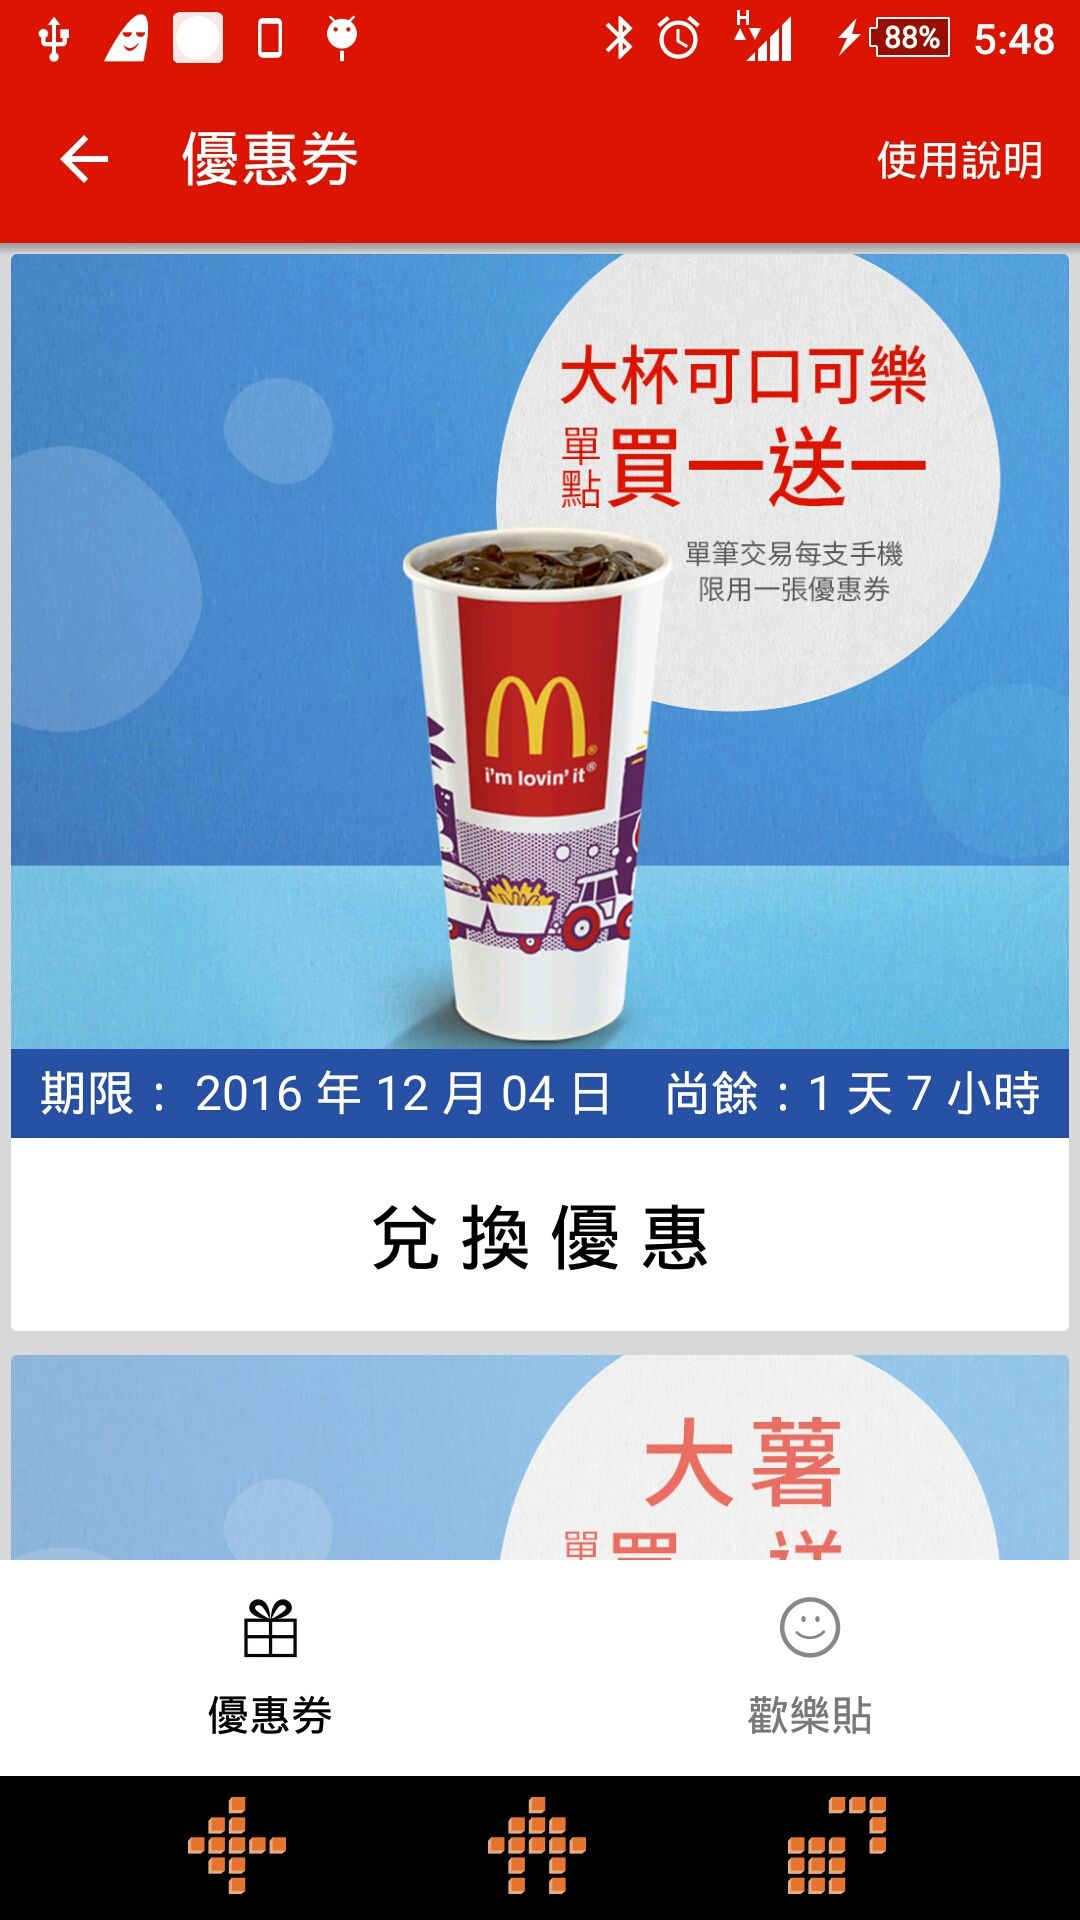 H
88%
5:48
優惠券
使用說明
大杯可口可樂
單點買一送一
單筆交易每支手機
限用一張優惠券
i'm lovin' it®
期限： 2016 年 12 月 04 日 尚餘：1 天 7 小時
兌換優惠
大薯
單買 送
優惠券
歡樂貼